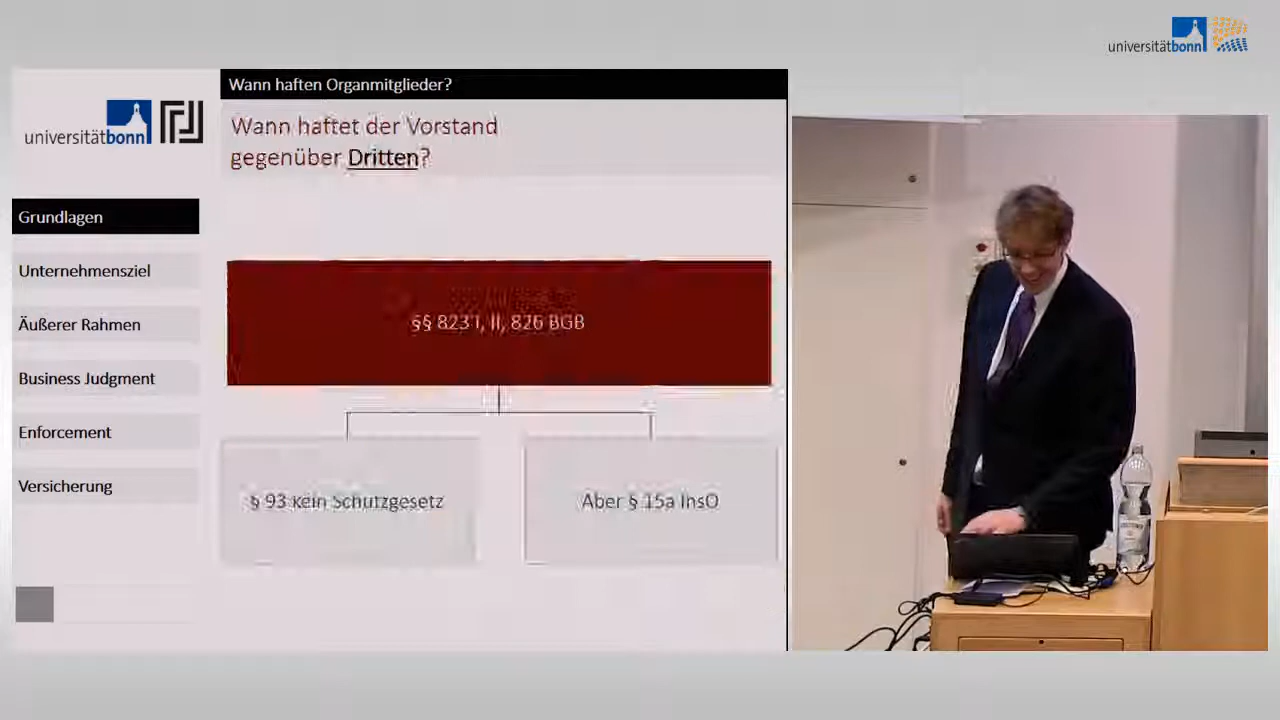 universitätbonn
universitätbonn
Wann haften Organmitglieder?
Wann haftet der Vorstand
gegenüber Dritten?
Grundlagen
Unternehmensziel
Äußerer Rahmen
Business Judgment
Enforcement
Versicherung
§§ 823 I, II, 826 BGB
§ 93 kein Schutzgesetz
Aber § 15a InsO